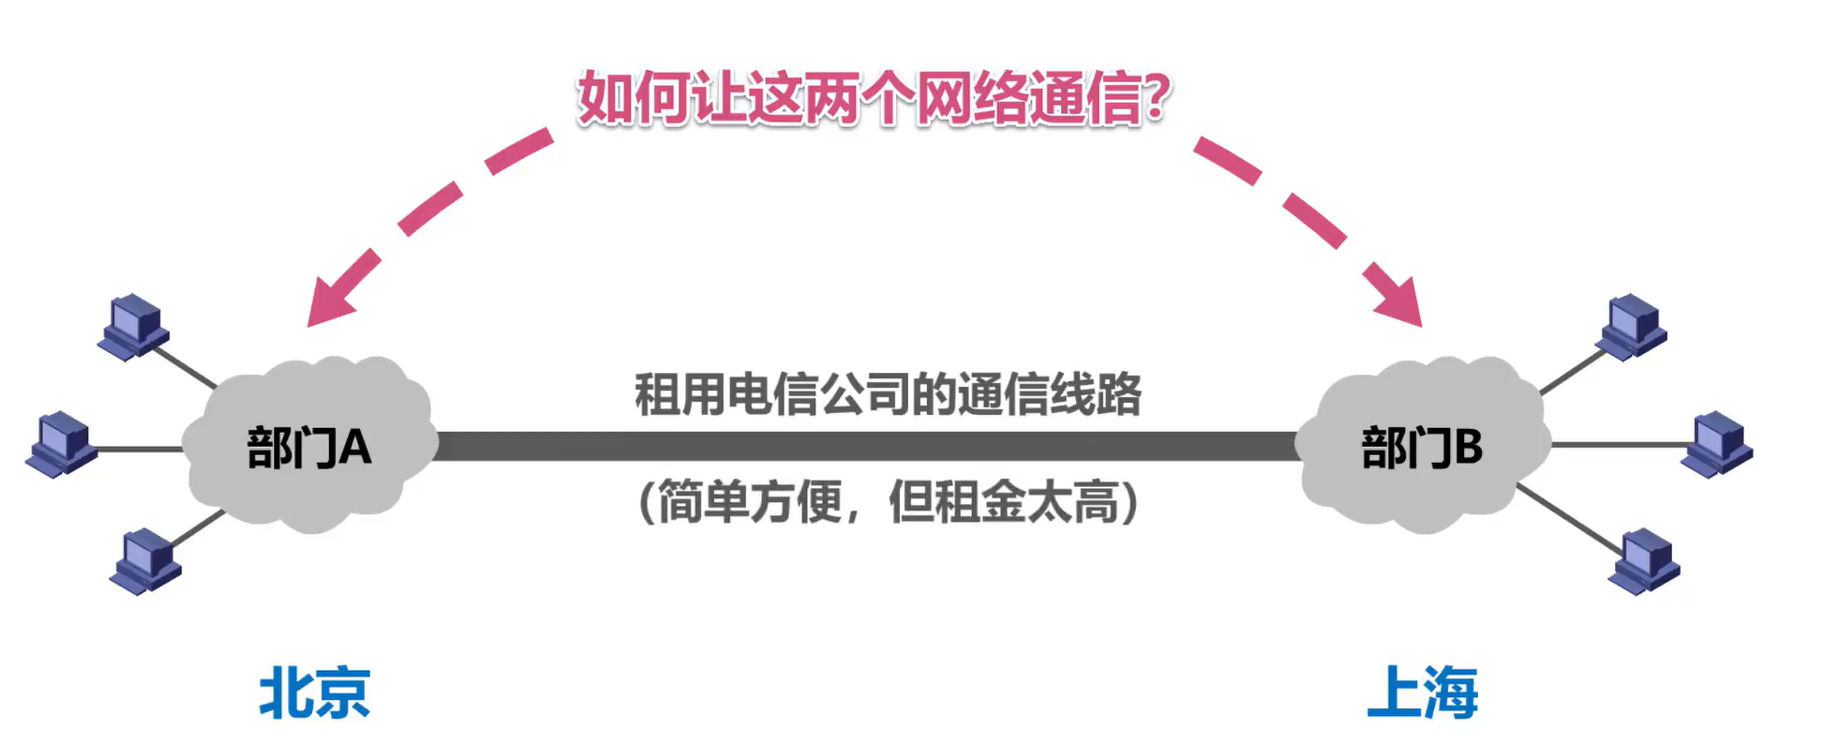 如何让这两个网络通信？
租用电信公司的通信线路
部门A
部门B
（简单方便，但租金太高）
北京
上海